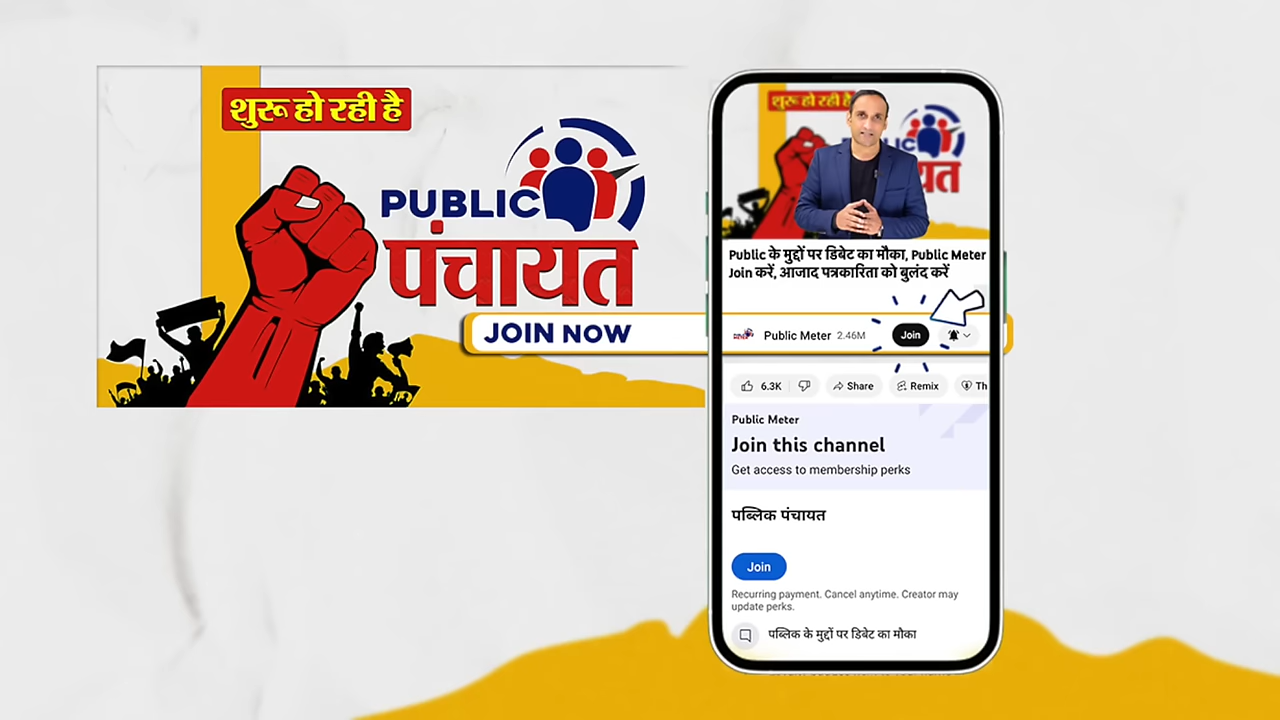 शुरू हो रही है
PUBLIC
पंचायत
JOIN NOW
शुरू हो रही है
Public के मुद्दों पर डिबेट का मौका, Public Meter
Join करें, आजाद पत्रकारिता को बुलंद करें
Public Meter 2.46M Join
6.3K Share Remix Th
Public Meter
Join this channel
Get access to membership perks
पब्लिक पंचायत
Join
Recurring payment. Cancel anytime. Creator may
update perks.
पब्लिक के मुद्दों पर डिबेट का मौका